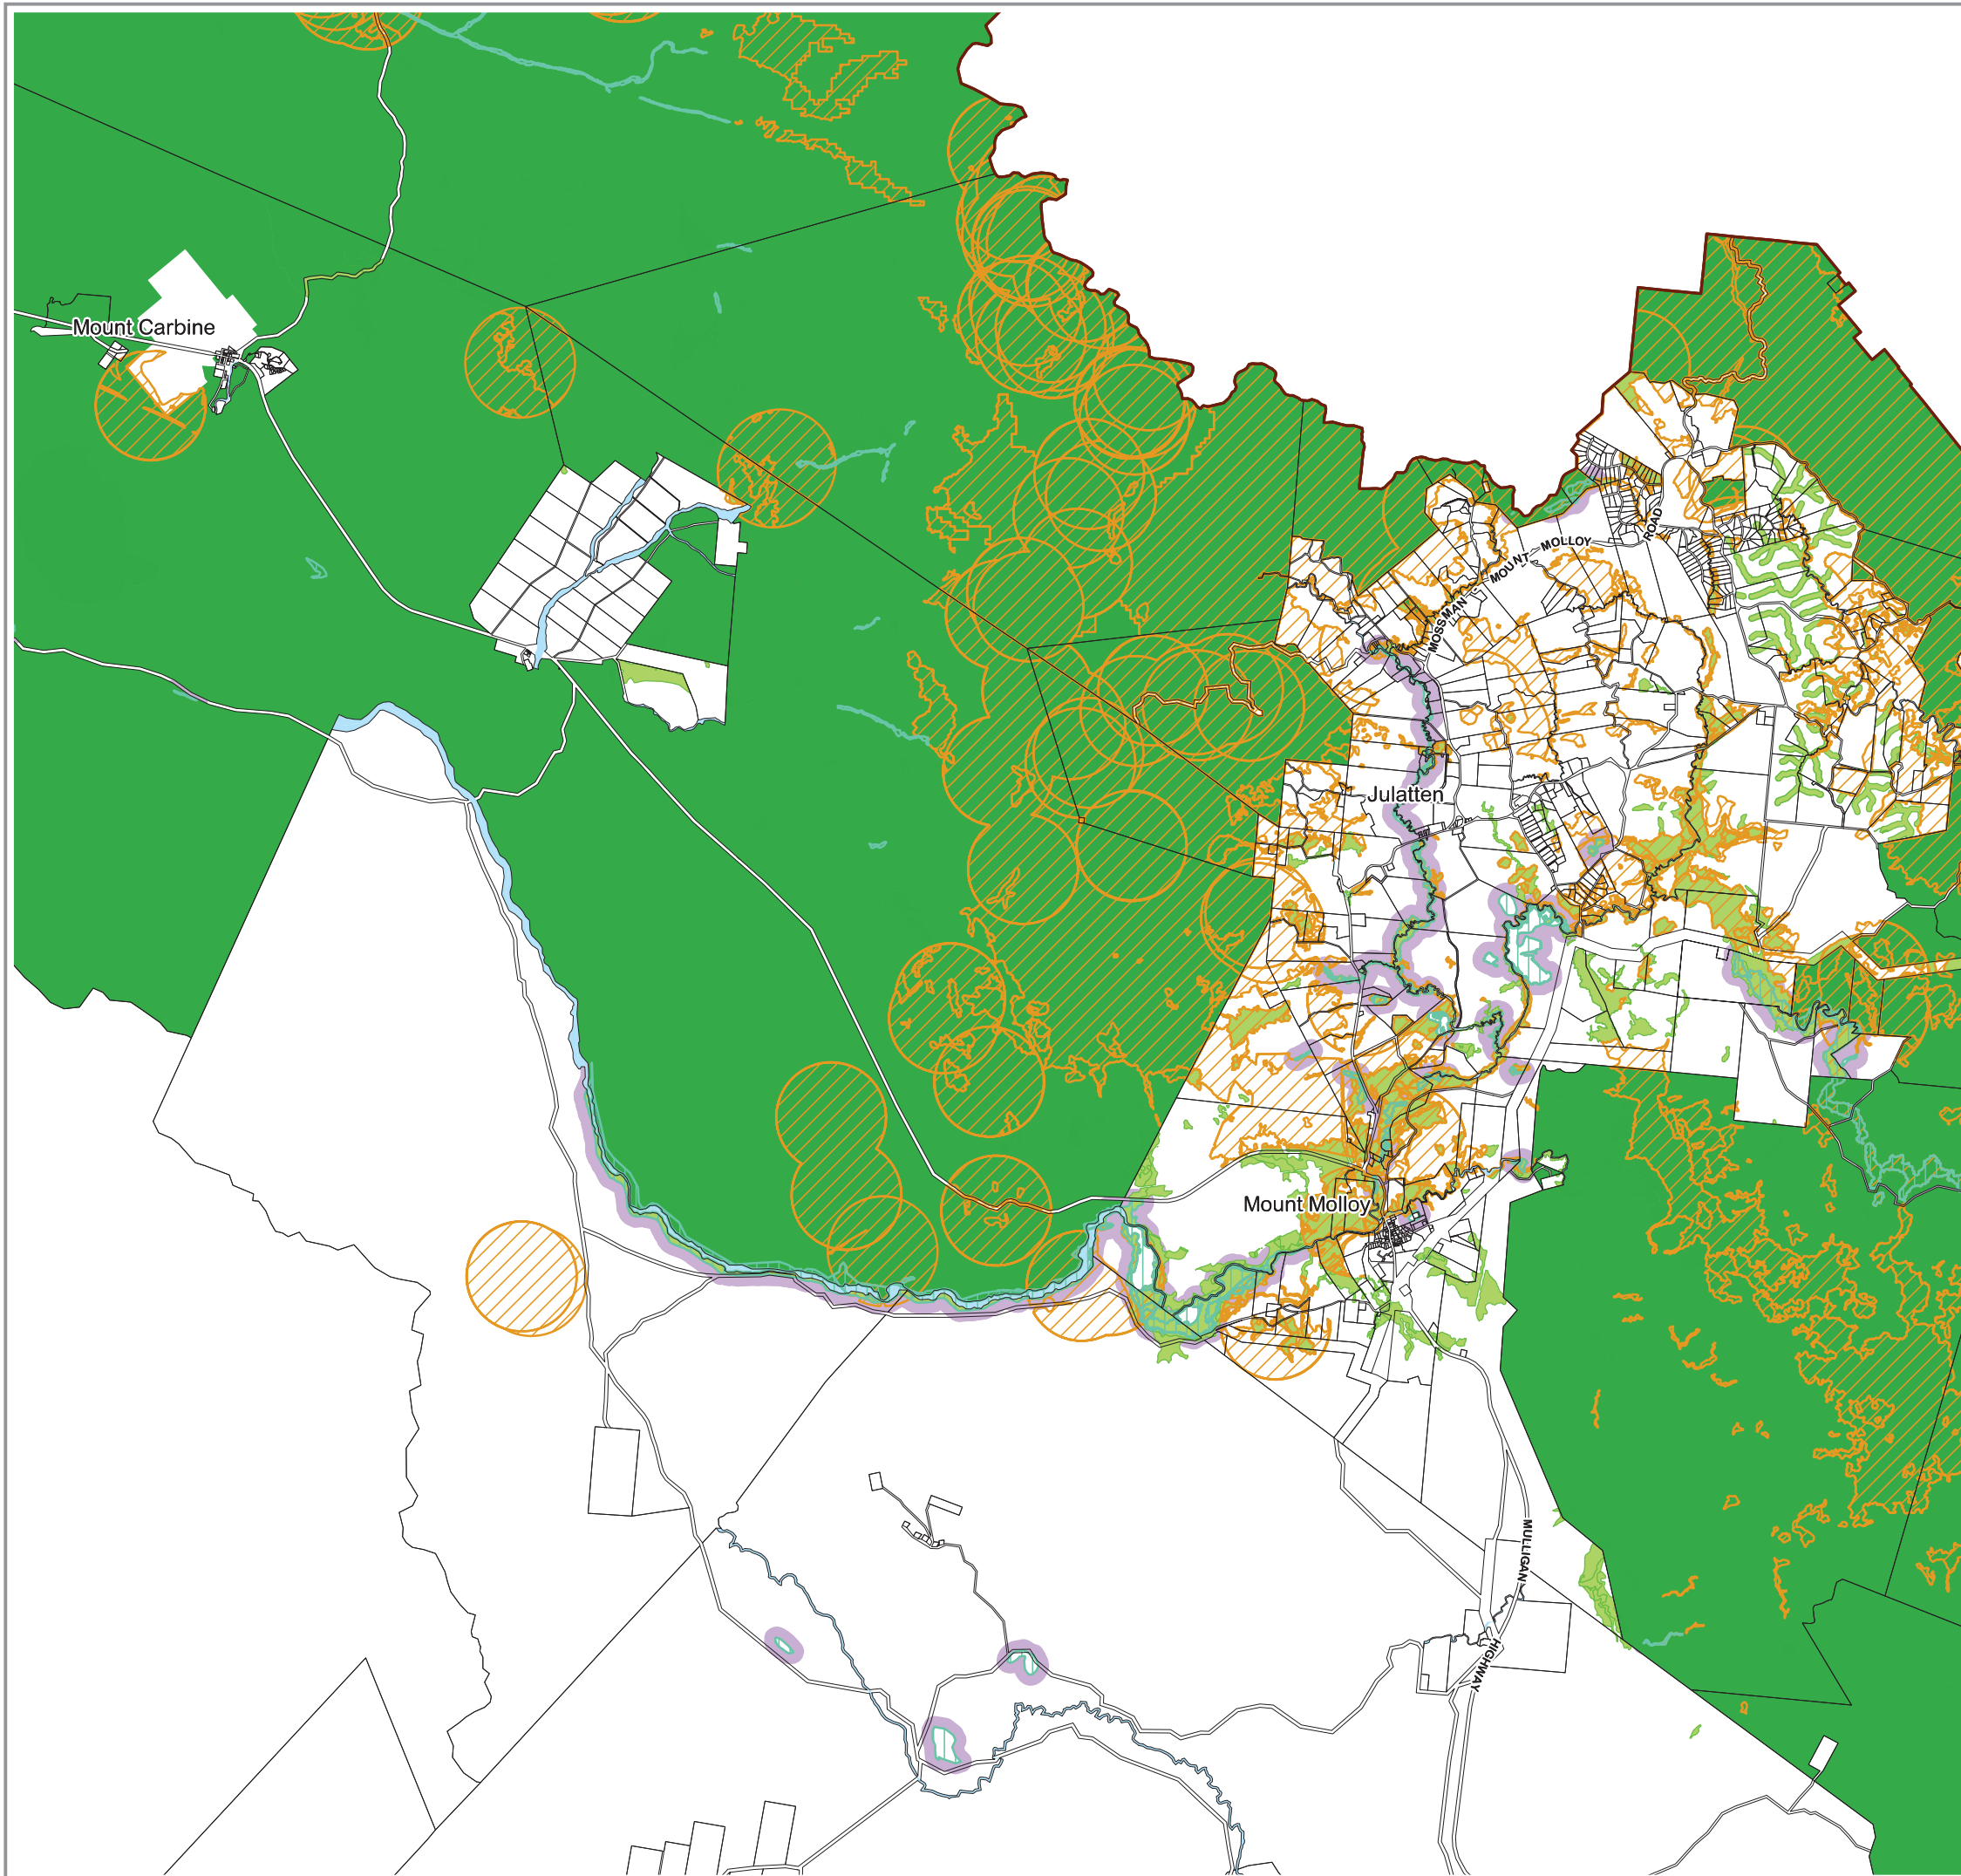 Mount Carbine
ROAD
MOLLOY
MOUNT
-
MOSSMAN
Julatten
Mount Molloy
MULLIGAN
HIGHWAY